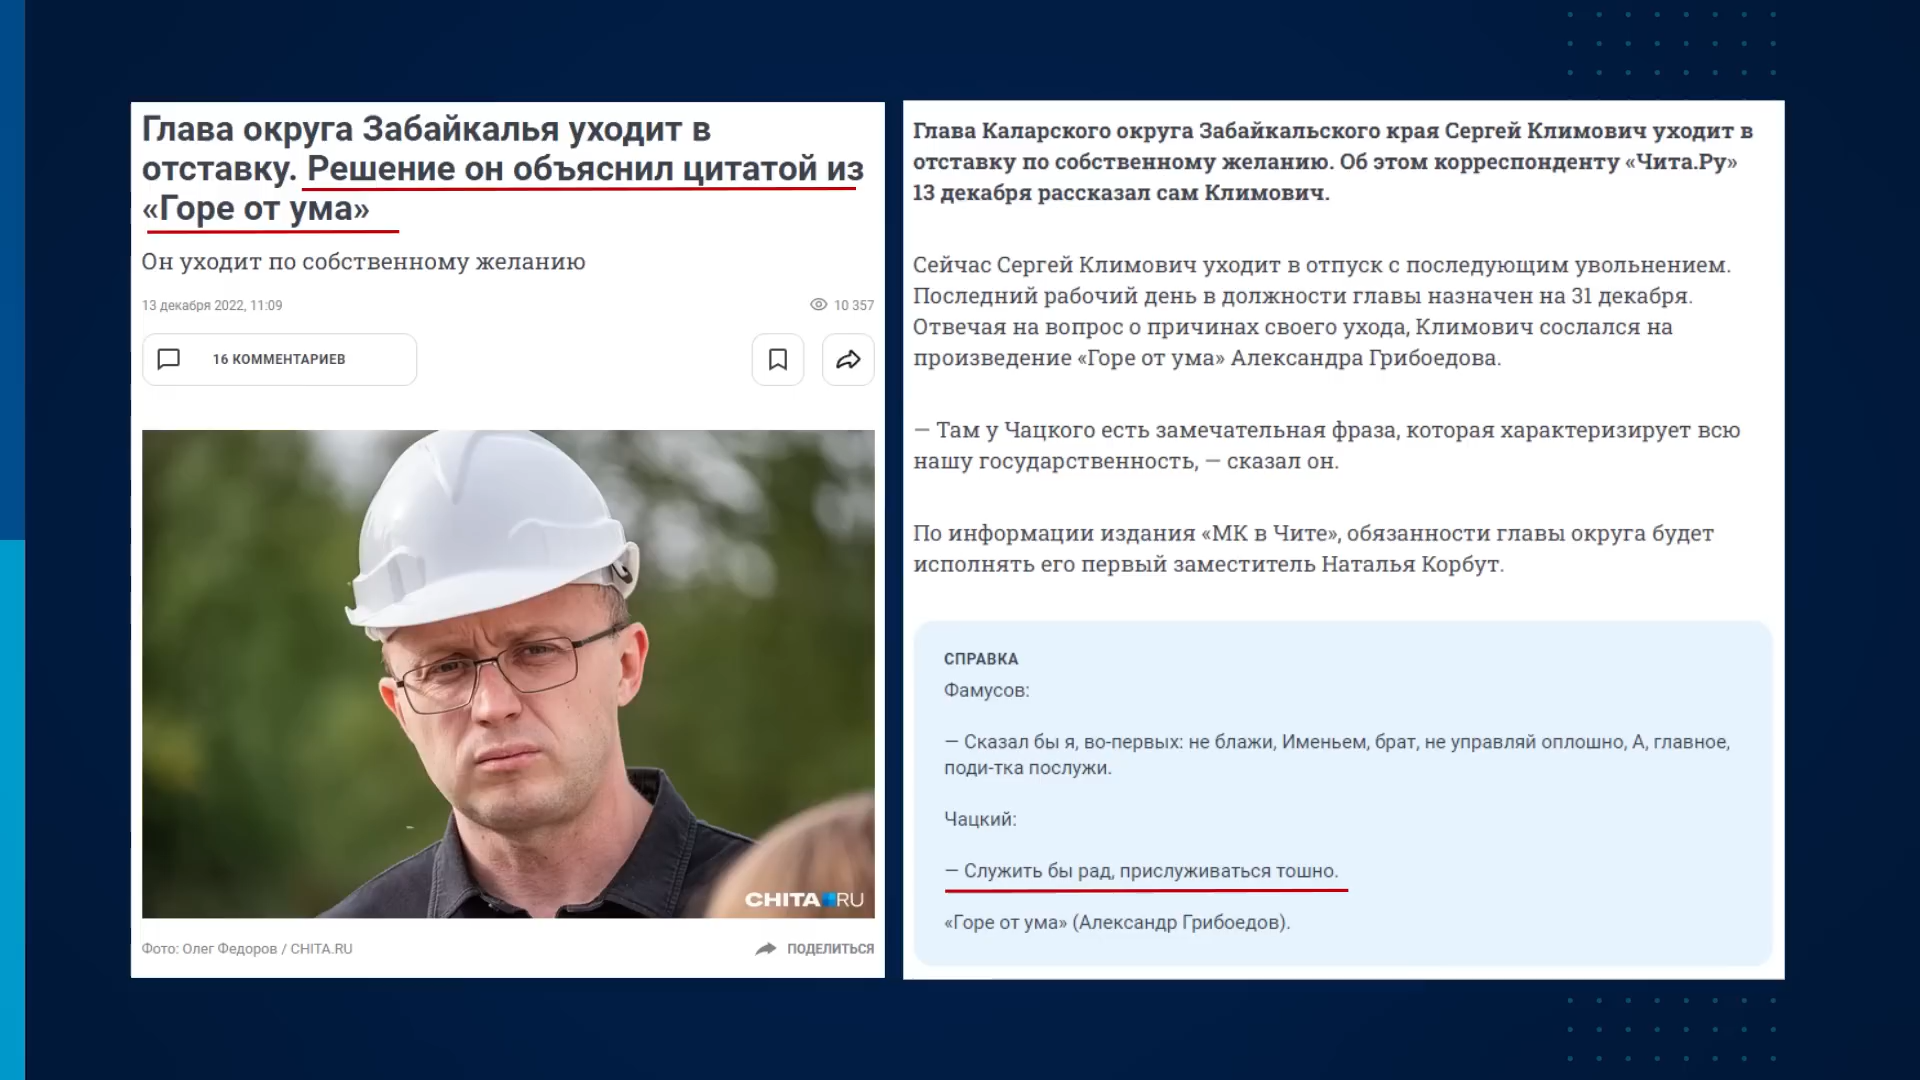 Глава округа Забайкалья уходит в
отставку. Решение он объяснил цитатой из
«Горе от ума»
Он уходит по собственному желанию
13 декабря 2022, 11:09
10 357
16 КОММЕНТАРИЕВ
CHITA RU
Фото: Олег Федоров / CHITA.RU
ПОДЕЛИТЬСЯ
Глава Каларского округа Забайкальского края Сергей Климович уходит в
отставку по собственному желанию. Об этом корреспонденту «Чита.Ру»
13 декабря рассказал сам Климович.
Сейчас Сергей Климович уходит в отпуск с последующим увольнением.
Последний рабочий день в должности главы назначен на 31 декабря.
Отвечая на вопрос о причинах своего ухода, Климович сослался на
произведение «Горе от ума» Александра Грибоедова.
— Там у Чацкого есть замечательная фраза, которая характеризирует всю
нашу государственность, — сказал он.
По информации издания «МК в Чите», обязанности главы округа будет
исполнять его первый заместитель Наталья Корбут.
СПРАВКА
Фамусов:
— Сказал бы я, во-первых: не блажи, Именьем, брат, не управляй оплошно, А, главное,
поди-тка послужи.
Чацкий:
— Служить бы рад, прислуживаться тошно.
«Горе от ума» (Александр Грибоедов).